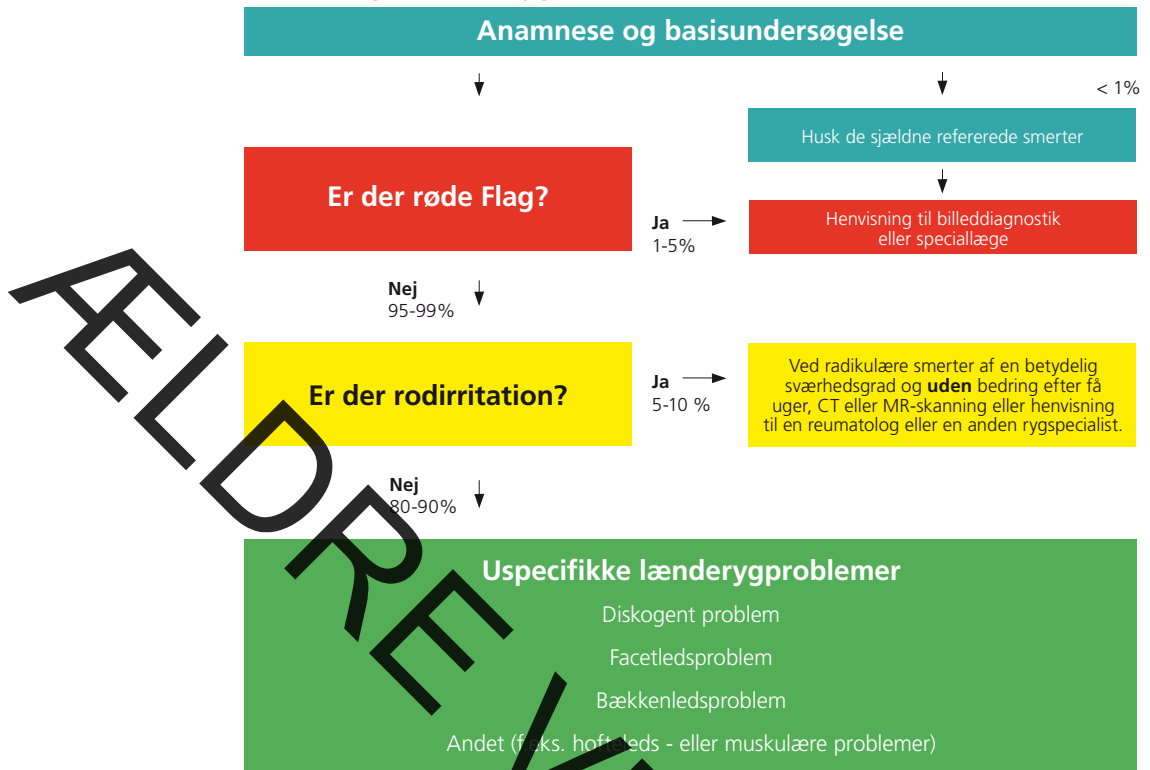 Anamnese og basisundersøgelse
< 1%
Husk de sjældne refererede smerter
Er der røde Flag?
Ja
1-5%
Henvisning til billeddiagnostik
eller speciallæge
Nej
95-99%
Er der rodirritation?
Ja
5-10 %
Ved radikulære smerter af en betydelig
sværhedsgrad og uden bedring efter få
uger, CT eller MR-skanning eller henvisning
til en reumatolog eller en anden rygspecialist.
Nej
80-90%
Uspecifikke lænderygproblemer
Diskogent problem
Facetledsproblem
Bækkenledsproblem
Andet (f.eks. hofteleds - eller muskulære problemer)
ÆLDRE